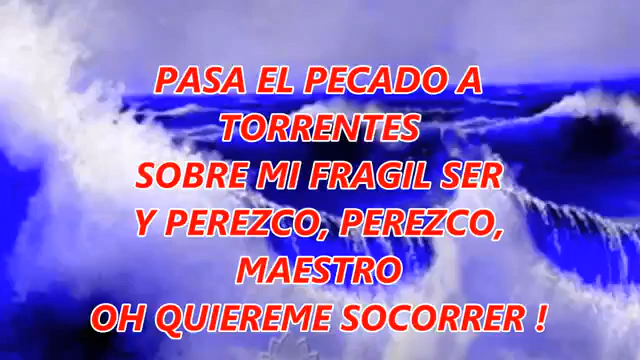 PASA EL PECADO A
TORRENTES
SOBRE MI FRAGIL SER
Y PEREZCO, PEREZCO,
MAESTRO
OH QUIEREME SOCORRER !